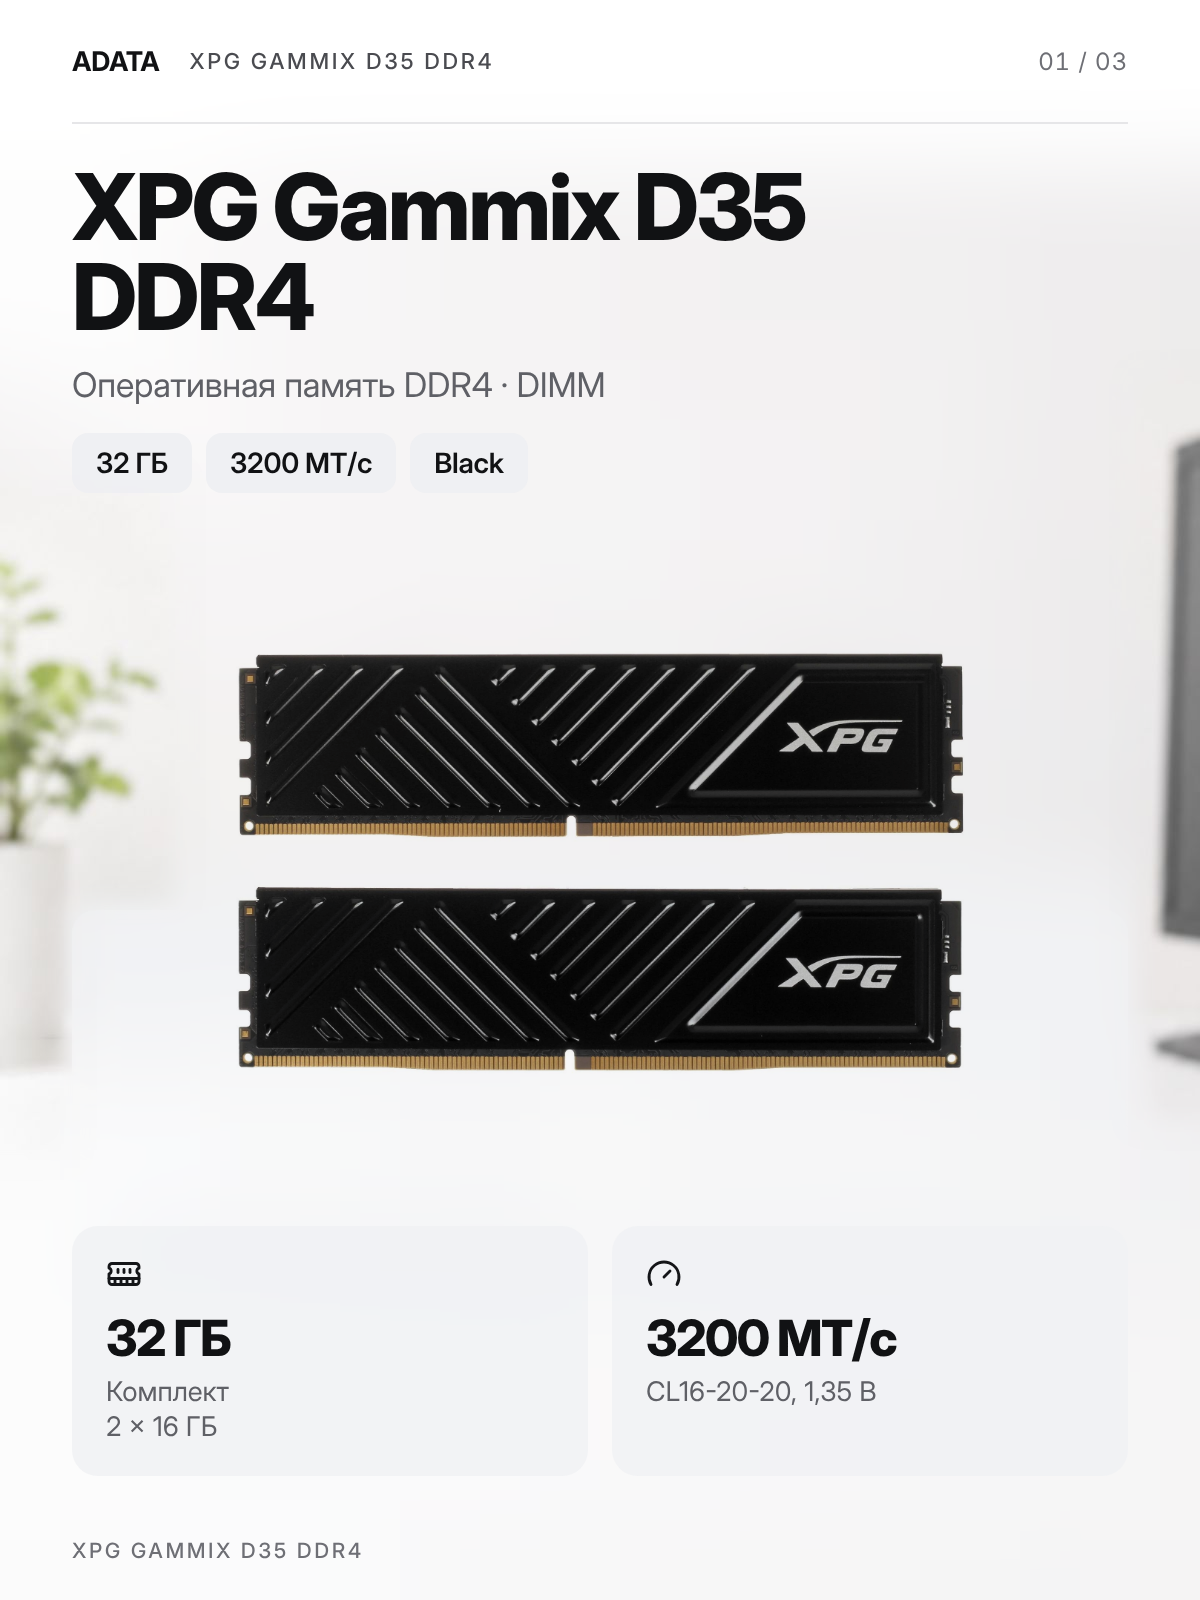 ADATA XPG GAMMIX D35 DDR4 01 / 03
XPG Gammix D35
DDR4
Оперативная память DDR4 · DIMM
32 ГБ 3200 МТ/с Black
XPG
XPG
32 ГБ
Комплект
2 × 16 ГБ
3200 МТ/с
CL16-20-20, 1,35 В
XPG GAMMIX D35 DDR4